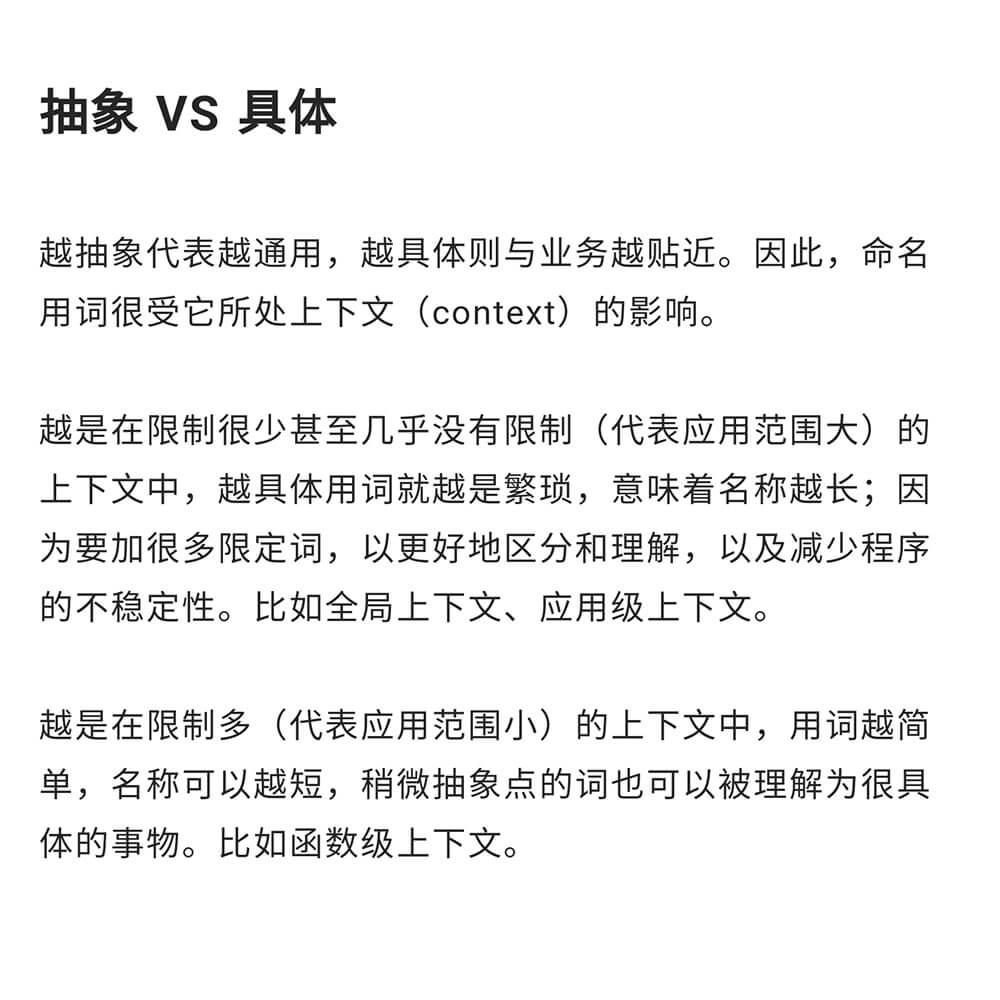 抽象 VS 具体
越抽象代表越通用，越具体则与业务越贴近。因此，命名
用词很受它所处上下文（context）的影响。
越是在限制很少甚至几乎没有限制（代表应用范围大）的
上下文中，越具体用词就越是繁琐，意味着名称越长；因
为要加很多限定词，以更好地区分和理解，以及减少程序
的不稳定性。比如全局上下文、应用级上下文。
越是在限制多（代表应用范围小）的上下文中，用词越简
单，名称可以越短，稍微抽象点的词也可以被理解为很具
体的事物。比如函数级上下文。